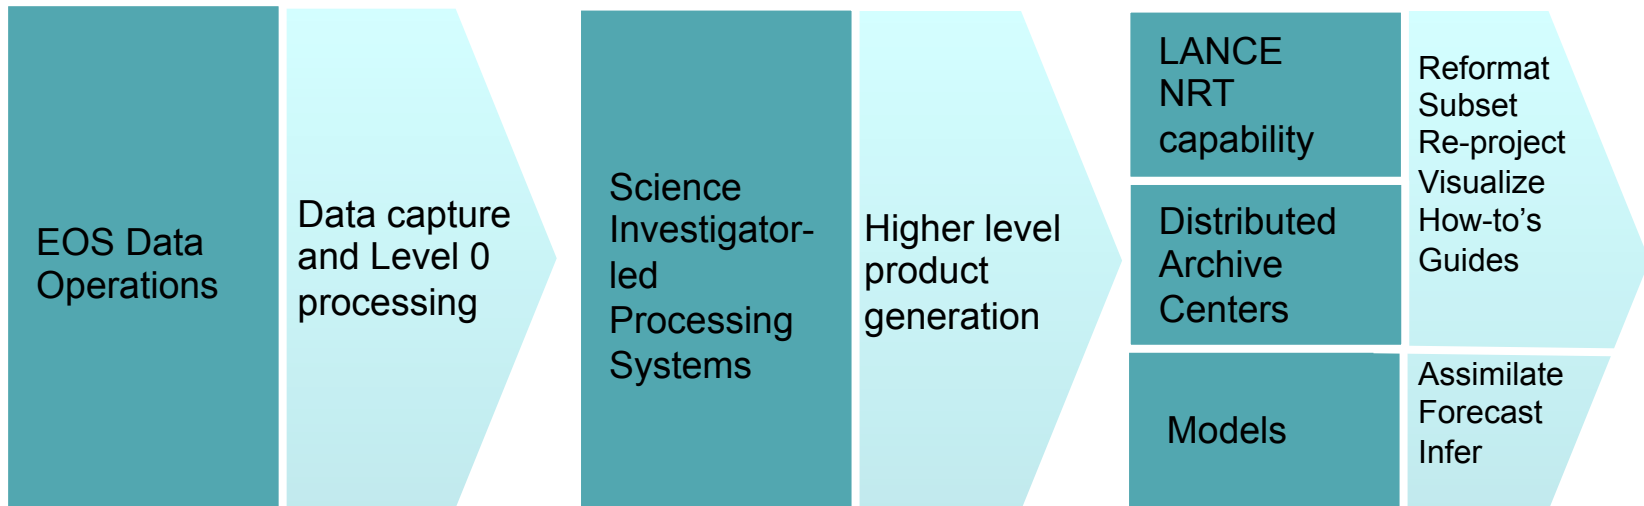 EOS Data
Operations
Data capture
and Level 0
processing
Science
Investigator-
led
Processing
Systems
Higher level
product
generation
LANCE
NRT
capability
Distributed
Archive
Centers
Models
Reformat
Subset
Re-project
Visualize
How-to’s
Guides
Assimilate
Forecast
Infer